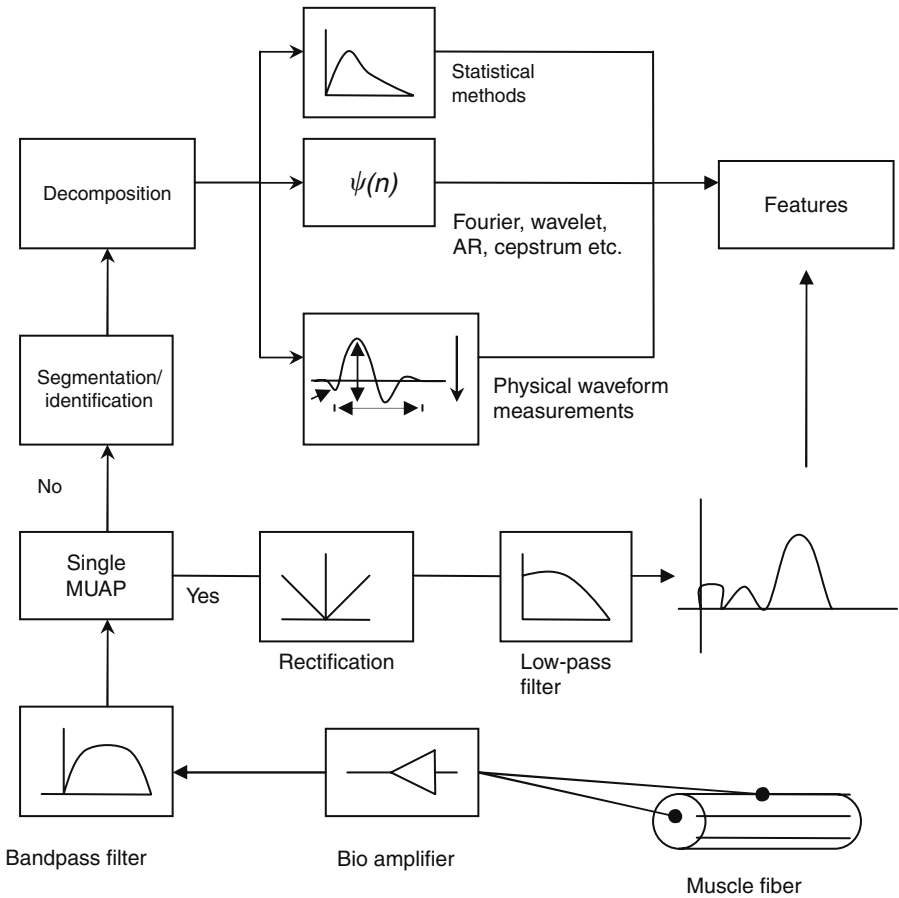 Statistical
methods
Decomposition
ψ(n)
Features
Fourier, wavelet,
AR, cepstrum etc.
Segmentation/
identification
Physical waveform
measurements
No
Single
MUAP
Yes
Rectification
Low-pass
filter
Bandpass filter
Bio amplifier
Muscle fiber